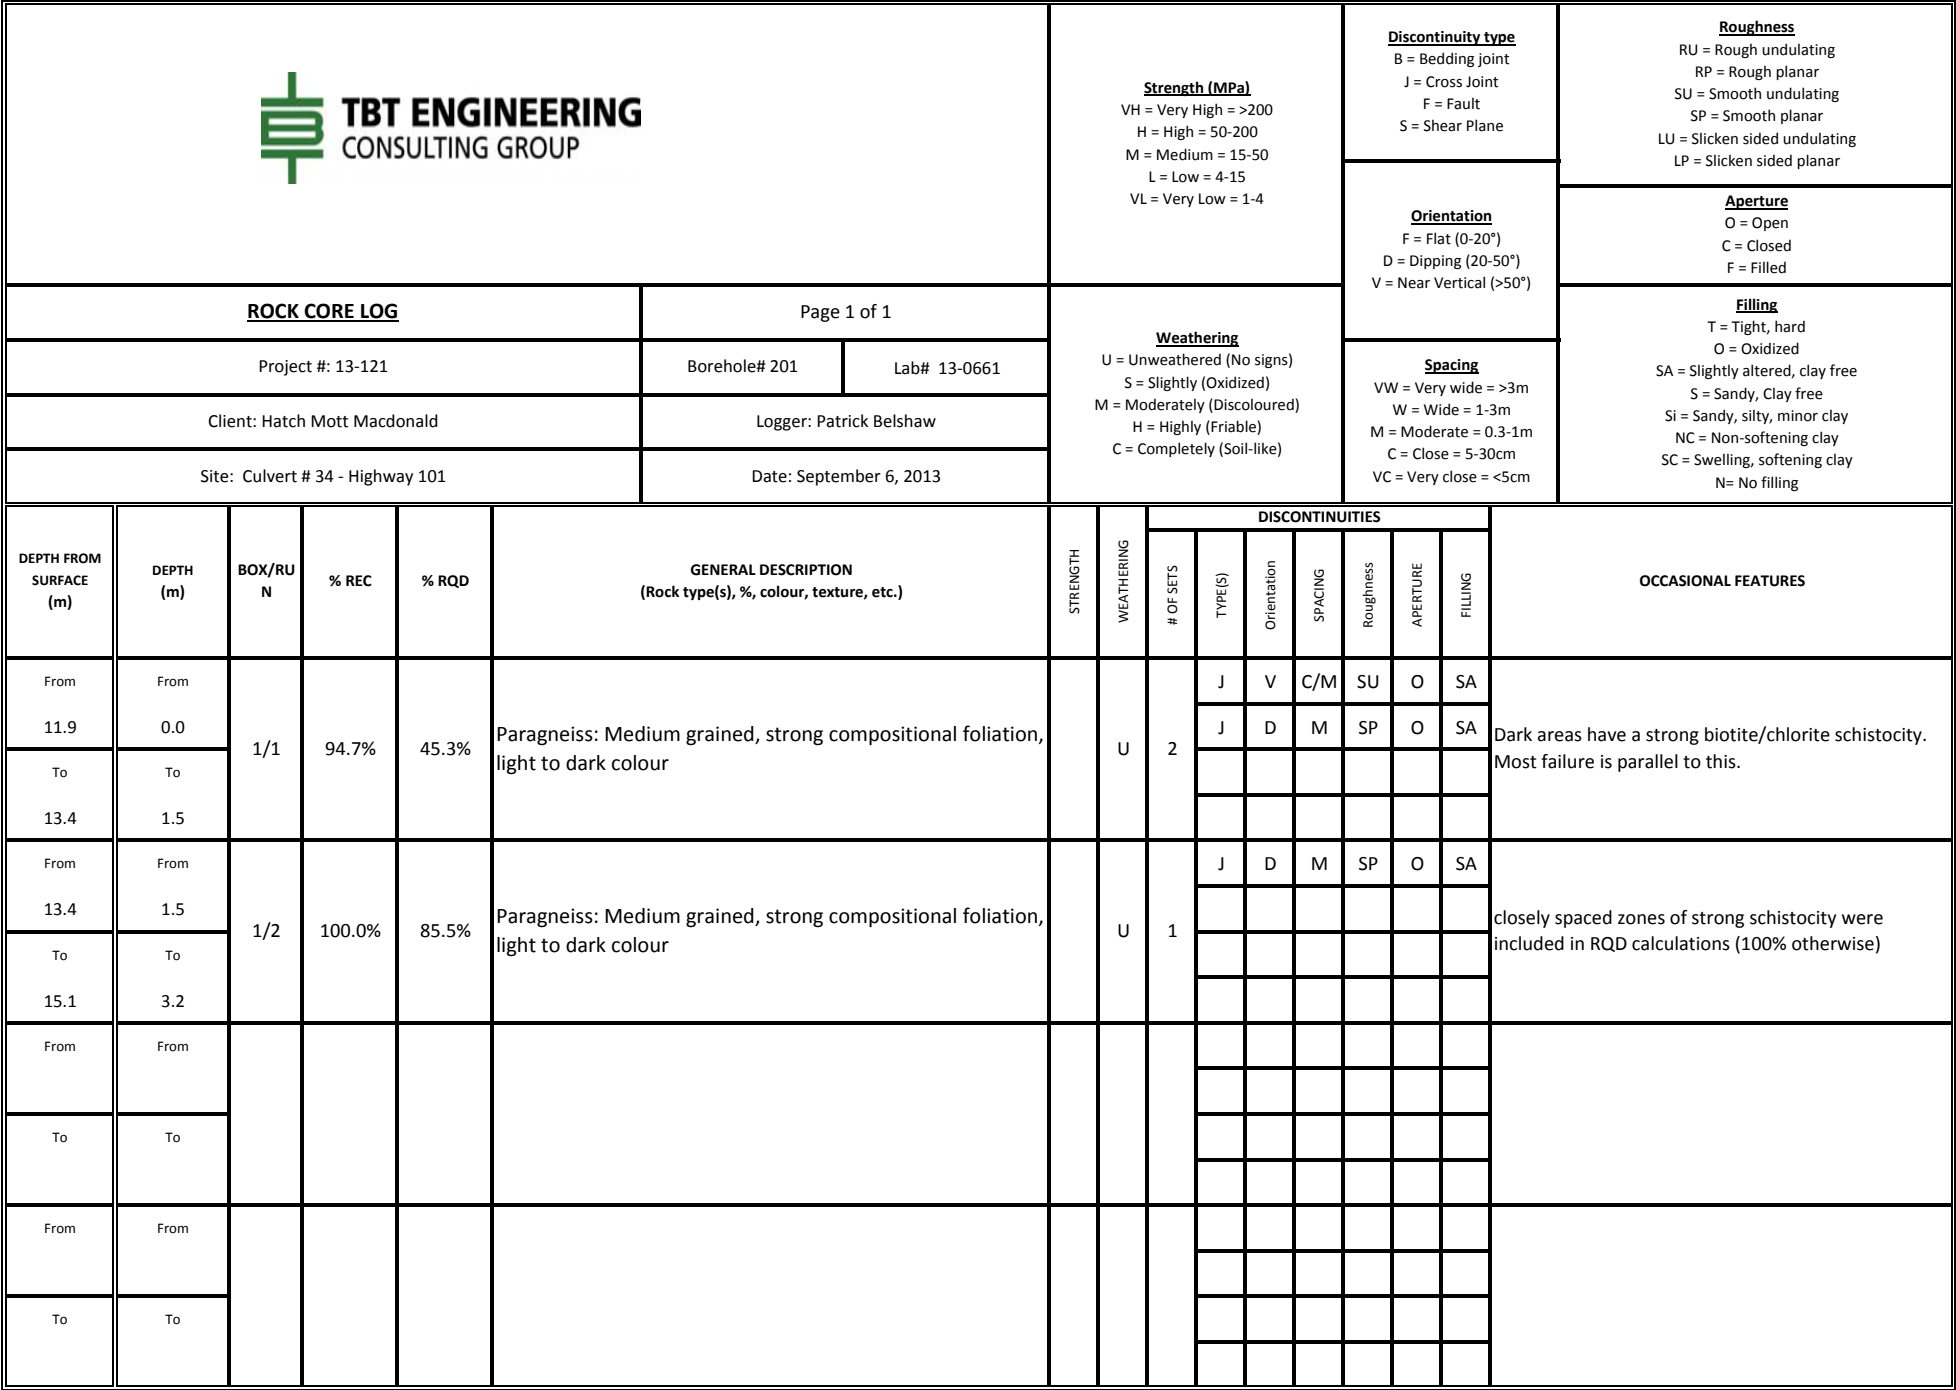 TBT ENGINEERING
CONSULTING GROUP
Strength (MPa)
VH = Very High = >200
H = High = 50-200
M = Medium = 15-50
L = Low = 4-15
VL = Very Low = 1-4
Discontinuity type
B = Bedding joint
J = Cross Joint
F = Fault
S = Shear Plane
Orientation
F = Flat (0-20°)
D = Dipping (20-50°)
V = Near Vertical (>50°)
Roughness
RU = Rough undulating
RP = Rough planar
SU = Smooth undulating
SP = Smooth planar
LU = Slicken sided undulating
LP = Slicken sided planar
Aperture
O = Open
C = Closed
F = Filled
ROCK CORE LOG
Page 1 of 1
Project #: 13-121
Borehole# 201
Lab# 13-0661
Client: Hatch Mott Macdonald
Logger: Patrick Belshaw
Site: Culvert # 34 - Highway 101
Date: September 6, 2013
Weathering
U = Unweathered (No signs)
S = Slightly (Oxidized)
M = Moderately (Discoloured)
H = Highly (Friable)
C = Completely (Soil-like)
Spacing
VW = Very wide = >3m
W = Wide = 1-3m
M = Moderate = 0.3-1m
C = Close = 5-30cm
VC = Very close = <5cm
Filling
T = Tight, hard
O = Oxidized
SA = Slightly altered, clay free
S = Sandy, Clay free
Si = Sandy, silty, minor clay
NC = Non-softening clay
SC = Swelling, softening clay
N= No filling
DEPTH FROM
SURFACE
(m)
DEPTH
(m)
BOX/RU
N
% REC
% RQD
GENERAL DESCRIPTION
(Rock type(s), %, colour, texture, etc.)
STRENGTH
WEATHERING
DISCONTINUITIES
# OF SETS
TYPE(S)
Orientation
SPACING
Roughness
APERTURE
FILLING
OCCASIONAL FEATURES
From
11.9
To
13.4
From
0.0
To
1.5
1/1
94.7%
45.3%
Paragneiss: Medium grained, strong compositional foliation,
light to dark colour
U
2
J V C/M SU O SA
J D M SP O SA
Dark areas have a strong biotite/chlorite schistocity.
Most failure is parallel to this.
From
13.4
To
15.1
From
1.5
To
3.2
1/2
100.0%
85.5%
Paragneiss: Medium grained, strong compositional foliation,
light to dark colour
U
1
J D M SP O SA
closely spaced zones of strong schistocity were
included in RQD calculations (100% otherwise)
From
To
From
To
From
To
From
To